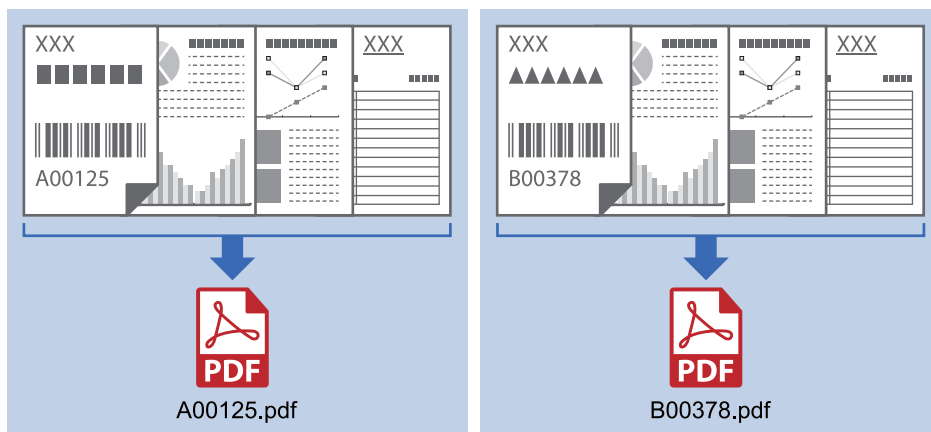 XXX
XXX
A00125
PDF
A00125.pdf
XXX
XXX
B00378
PDF
B00378.pdf